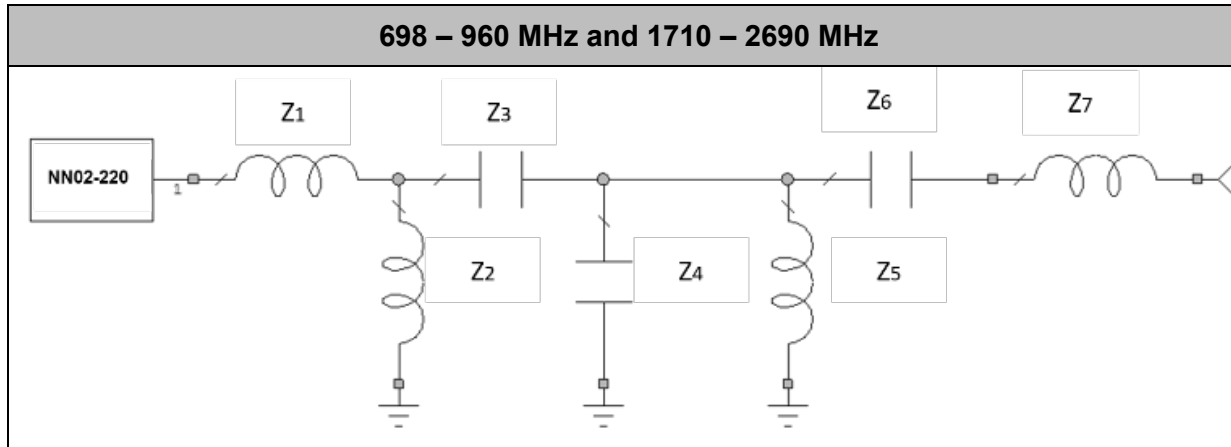 698 – 960 MHz and 1710 – 2690 MHz
Z1
Z3
Z6
Z7
NN02-220
1
Z2
Z4
Z5